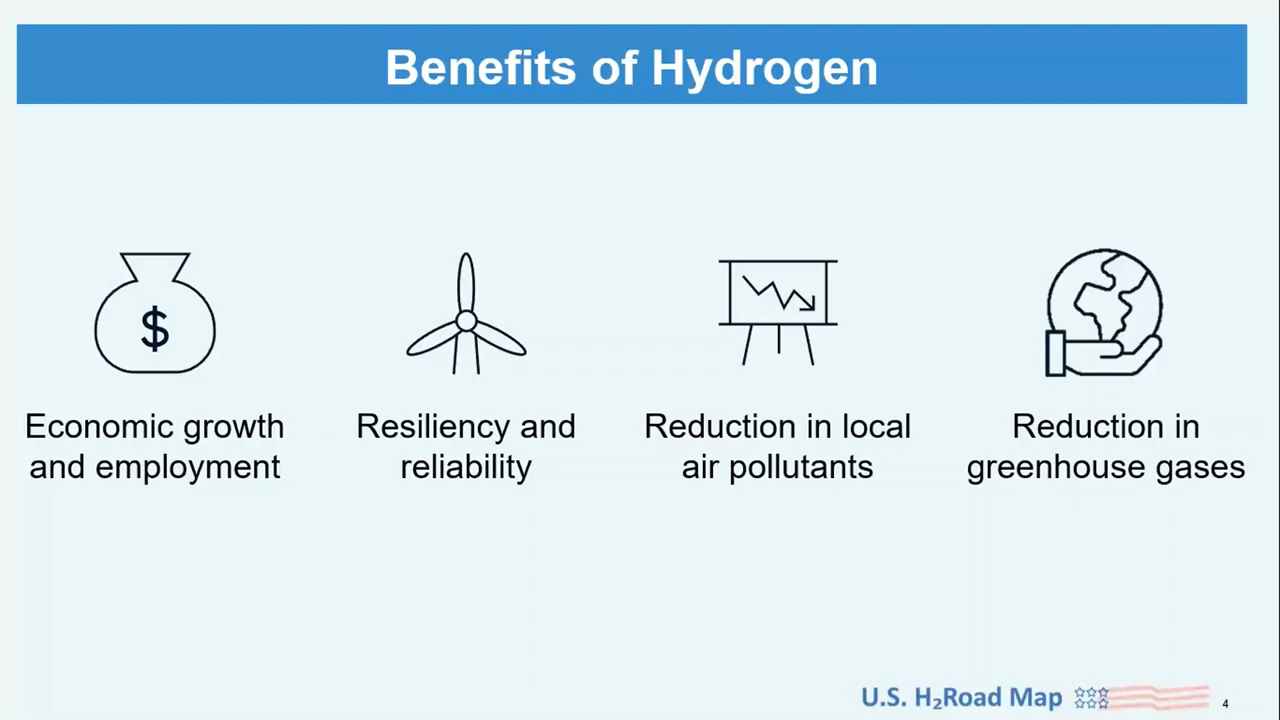 Benefits of Hydrogen
$
Economic growth
and employment
Resiliency and
reliability
Reduction in local
air pollutants
Reduction in
greenhouse gases
U.S. H₂Road Map
4